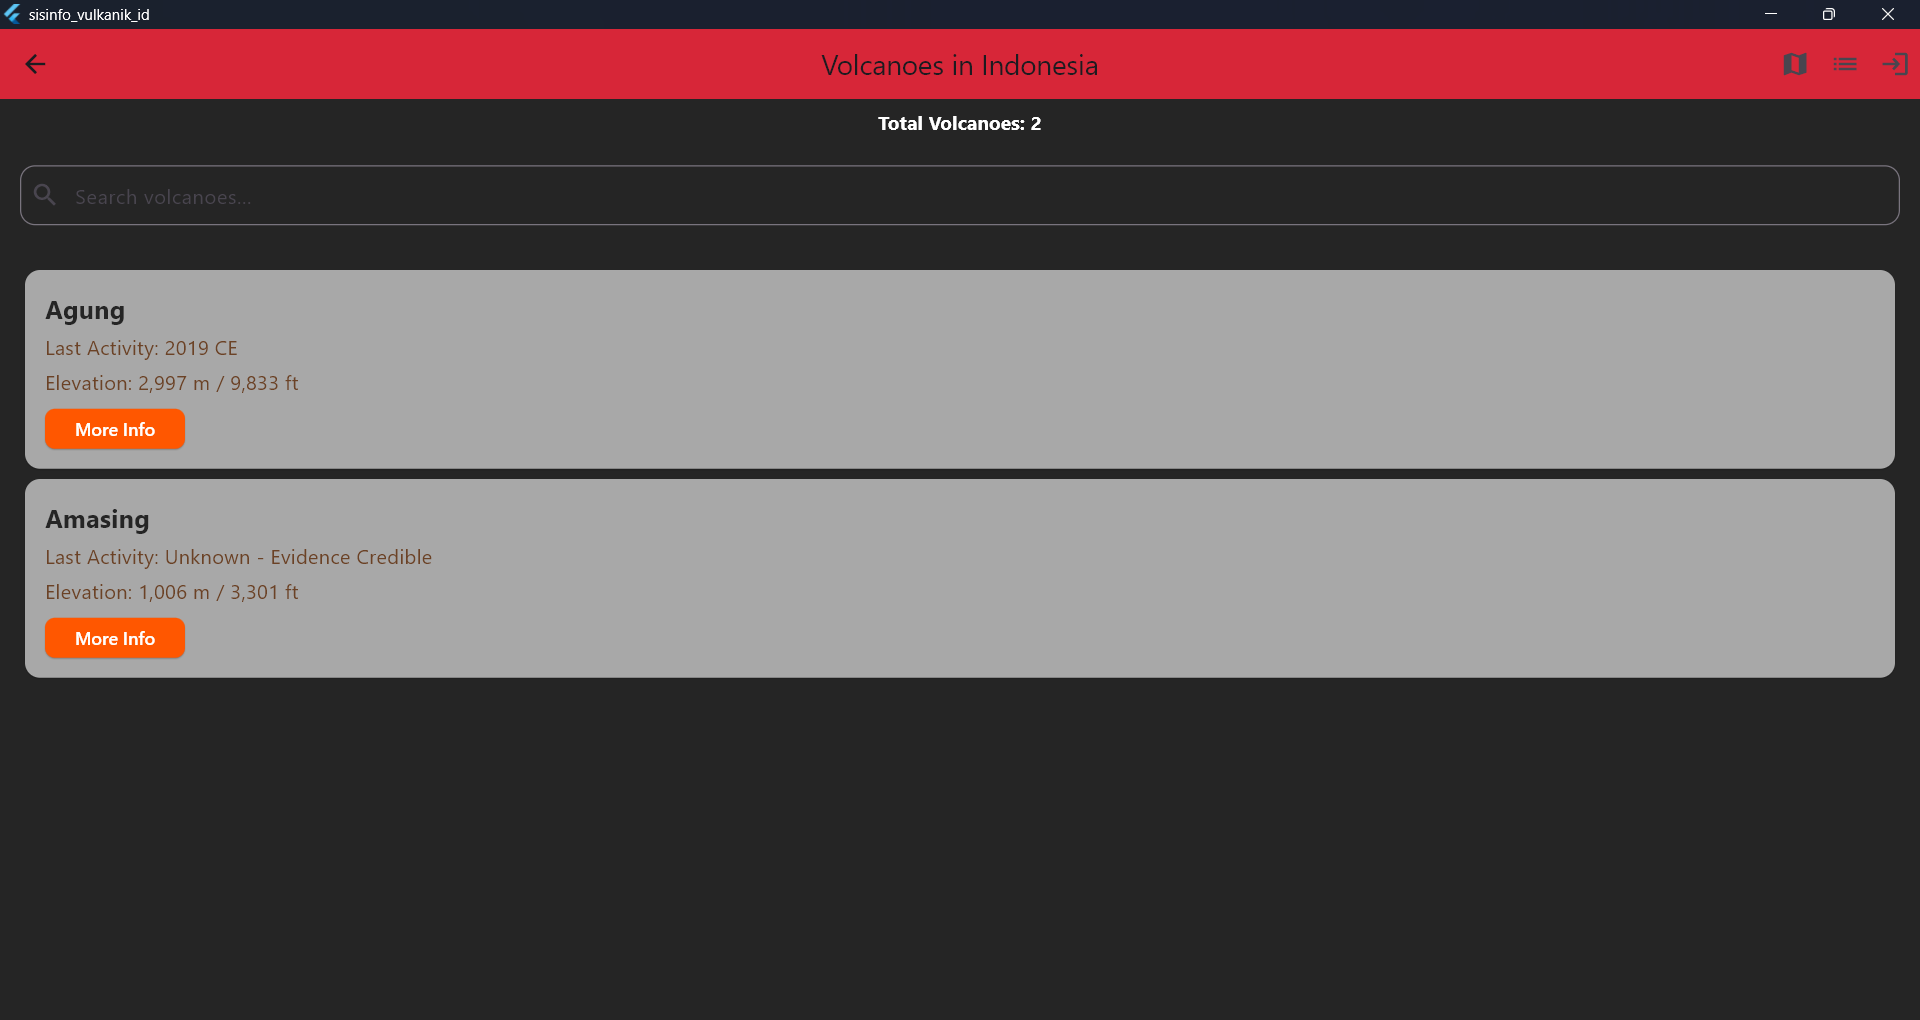 sisinfo_vulkanik_id
Volcanoes in Indonesia
Total Volcanoes: 2
Search volcanoes...
Agung
Last Activity: 2019 CE
Elevation: 2,997 m / 9,833 ft
More Info
Amasing
Last Activity: Unknown - Evidence Credible
Elevation: 1,006 m / 3,301 ft
More Info